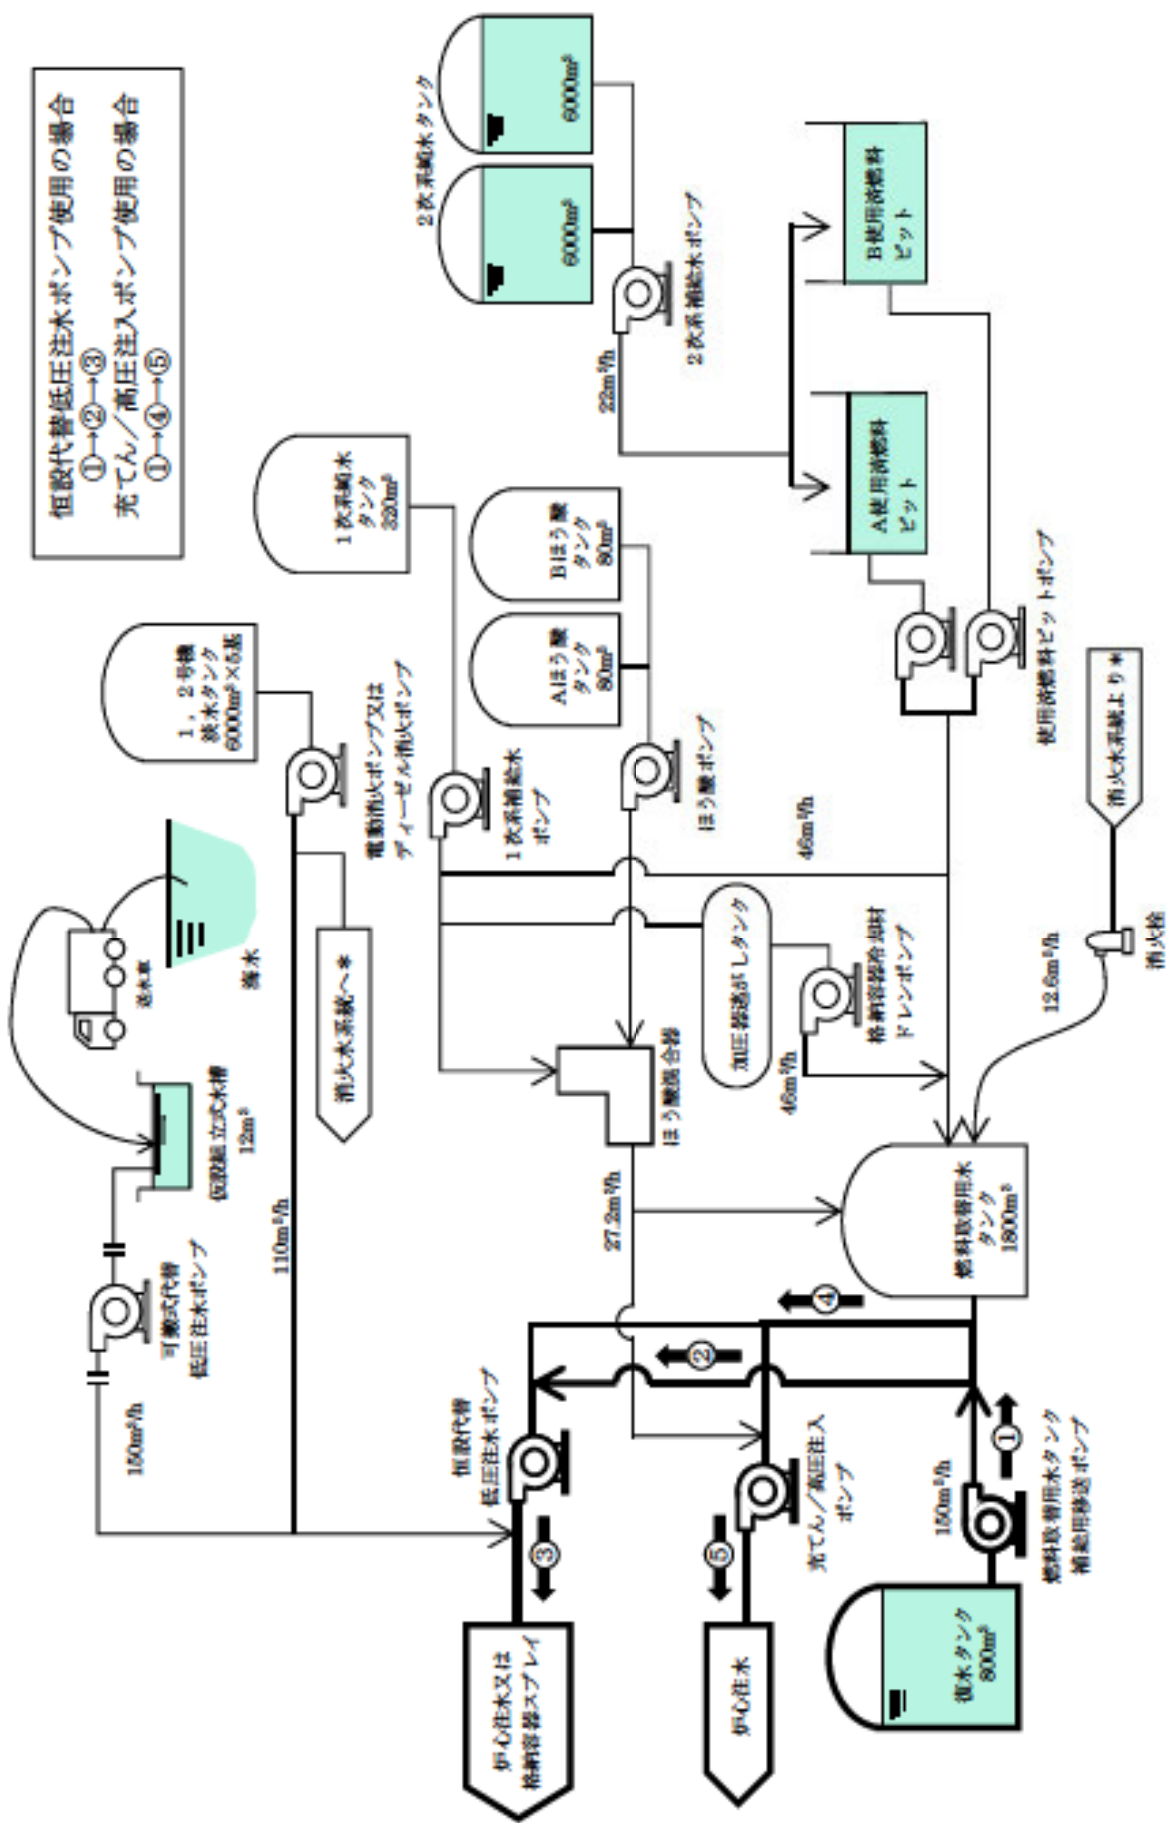 恒設代替低圧注水ポンプ使用の場合
①→②→③
充てん／高圧注入ポンプ使用の場合
①→④→⑤
送水車
海水
仮設組立式水槽
12m³
可搬式代替
低圧注水ポンプ
150m³/h
1，2号機
淡水タンク
6000m³×5基
電動消火ポンプ又は
ディーゼル消火ポンプ
消火水系統へ＊
110m³/h
1次系純水
タンク
320m³
1次系補給水
ポンプ
2次系純水タンク
6000m³
6000m³
2次系補給水ポンプ
22m³/h
Aほう酸
タンク
80m³
Bほう酸
タンク
80m³
ほう酸ポンプ
ほう酸混合器
27.2m³/h
A使用済燃料
ピット
B使用済燃料
ピット
使用済燃料ピットポンプ
46m³/h
加圧器逃がしタンク
格納容器冷却材
ドレンポンプ
46m³/h
消火水系統より＊
消火栓
12.6m³/h
燃料取替用水
タンク
1800m³
④
②
①
恒設代替
低圧注水ポンプ
③
炉心注水又は
格納容器スプレイ
充てん／高圧注入
ポンプ
⑤
炉心注水
150m³/h
燃料取替用水タンク
補給用移送ポンプ
復水タンク
800m³